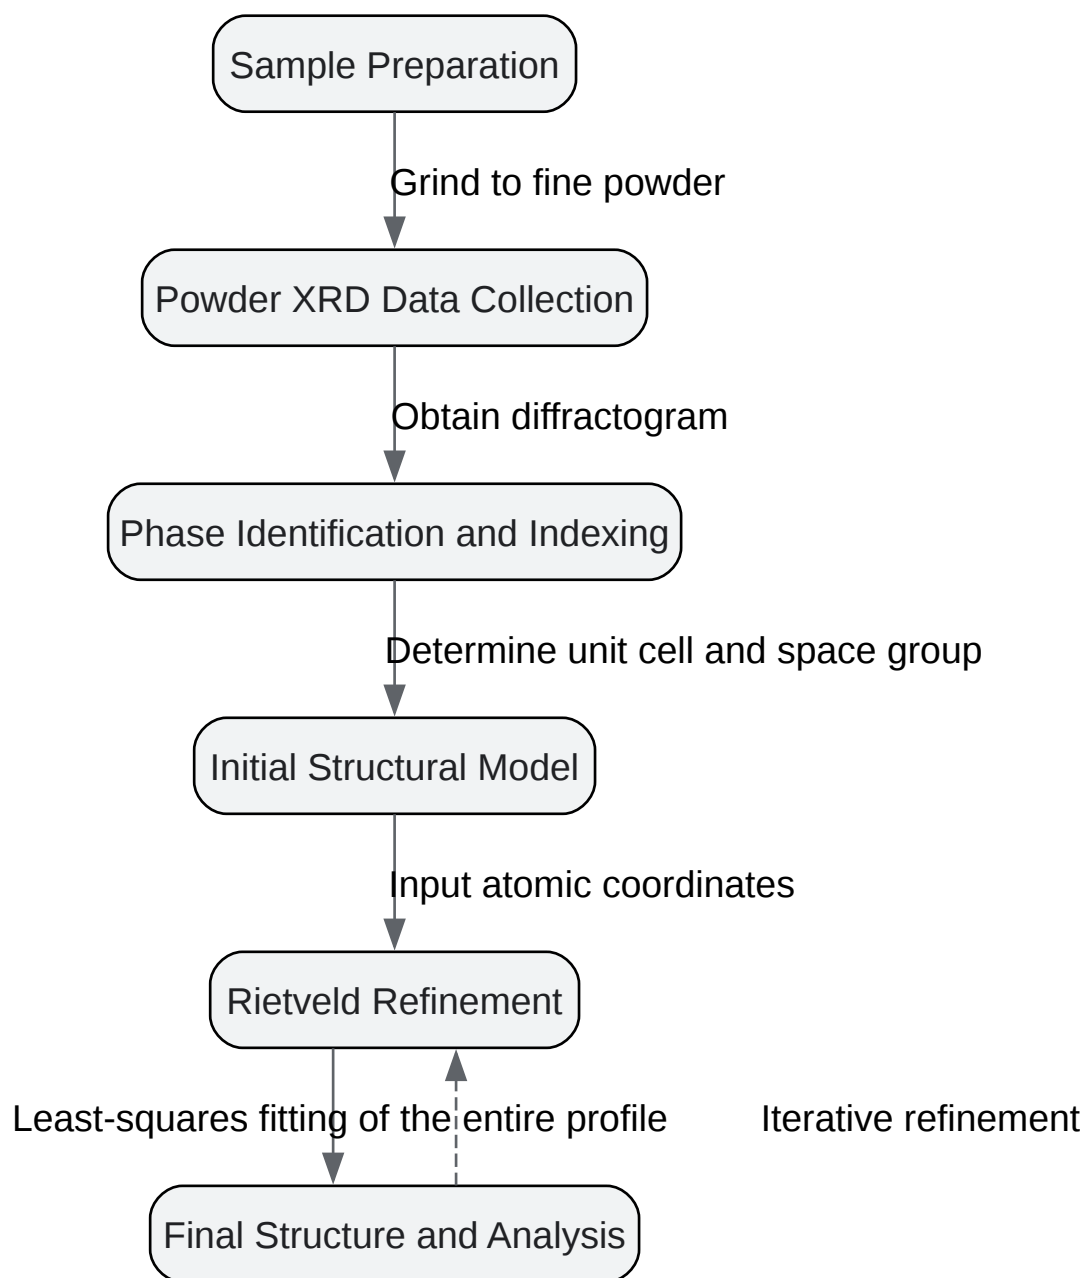 Sample Preparation
Grind to fine powder
Powder XRD Data Collection
Obtain diffractogram
Phase Identification and Indexing
Determine unit cell and space group
Initial Structural Model
Input atomic coordinates
Rietveld Refinement
Least-squares fitting of the entire profile
Iterative refinement
Final Structure and Analysis